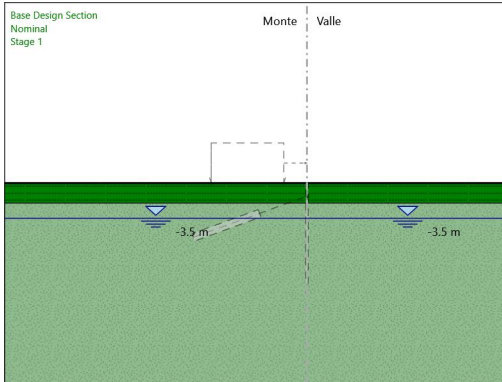 Base Design Section
Nominal
Stage 1
Monte
Valle
-3.5 m
-3.5 m